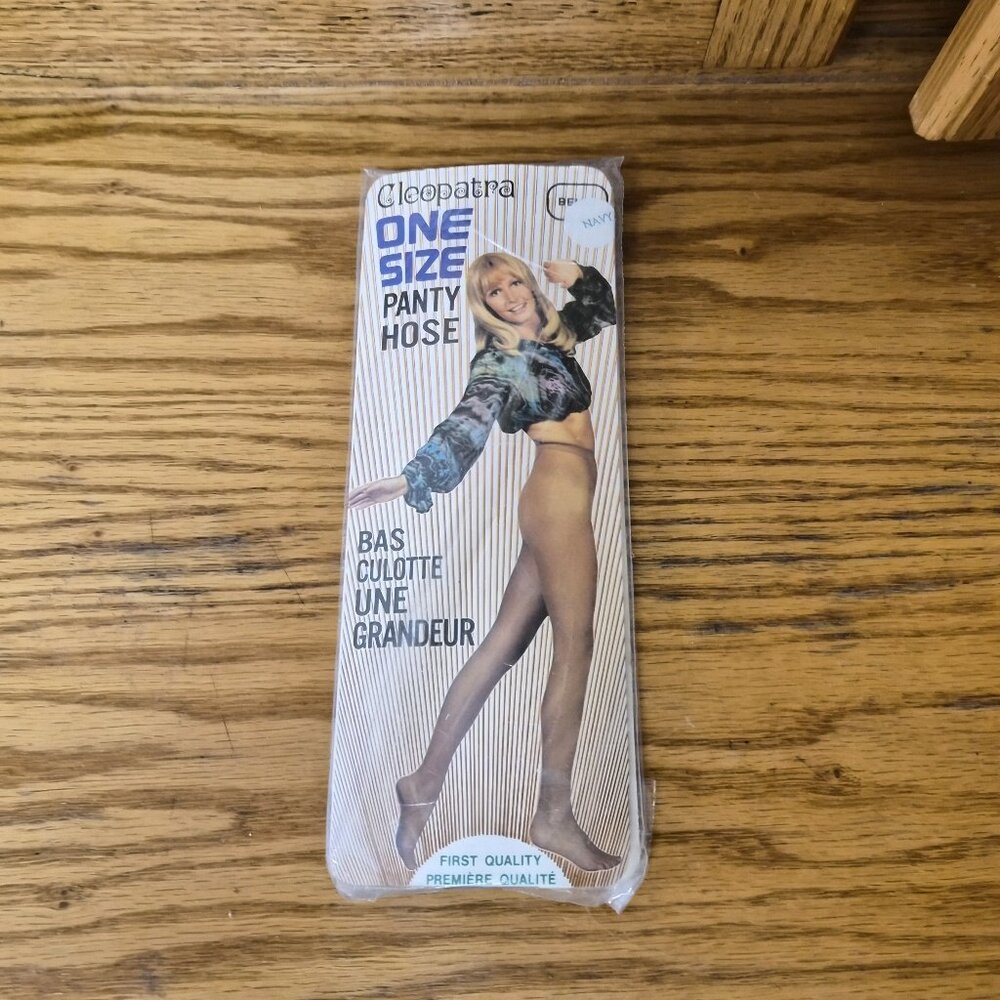 Cleopatra
ONE
SIZE
PANTY
HOSE
NAVY
BAS
CULOTTE
UNE
GRANDEUR
FIRST QUALITY
PREMIÈRE QUALITÉ